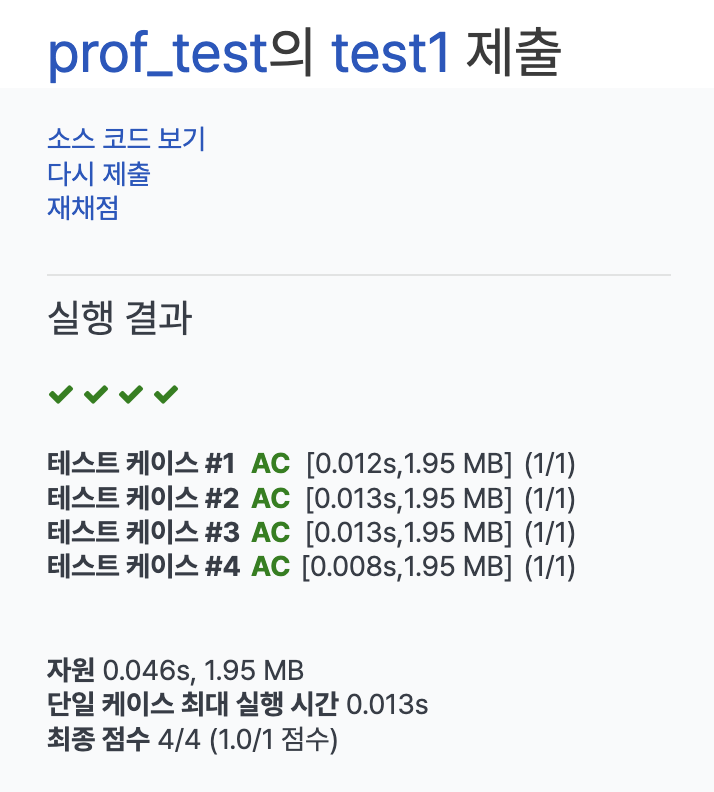 prof_test의 test1 제출
소스 코드 보기
다시 제출
재채점
실행 결과
테스트 케이스 #1 AC [0.012s,1.95 MB] (1/1)
테스트 케이스 #2 AC [0.013s,1.95 MB] (1/1)
테스트 케이스 #3 AC [0.013s,1.95 MB] (1/1)
테스트 케이스 #4 AC [0.008s,1.95 MB] (1/1)
자원 0.046s, 1.95 MB
단일 케이스 최대 실행 시간 0.013s
최종 점수 4/4 (1.0/1 점수)